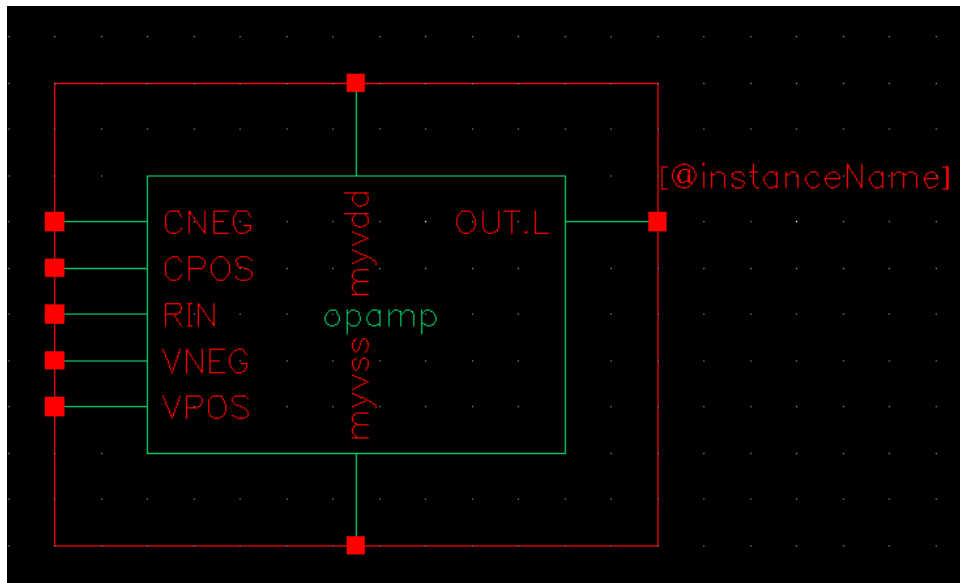 [@instanceName]
myvdd
CNEG
OUT.L
CPOS
RIN
opamp
VNEG
myvss
VPOS